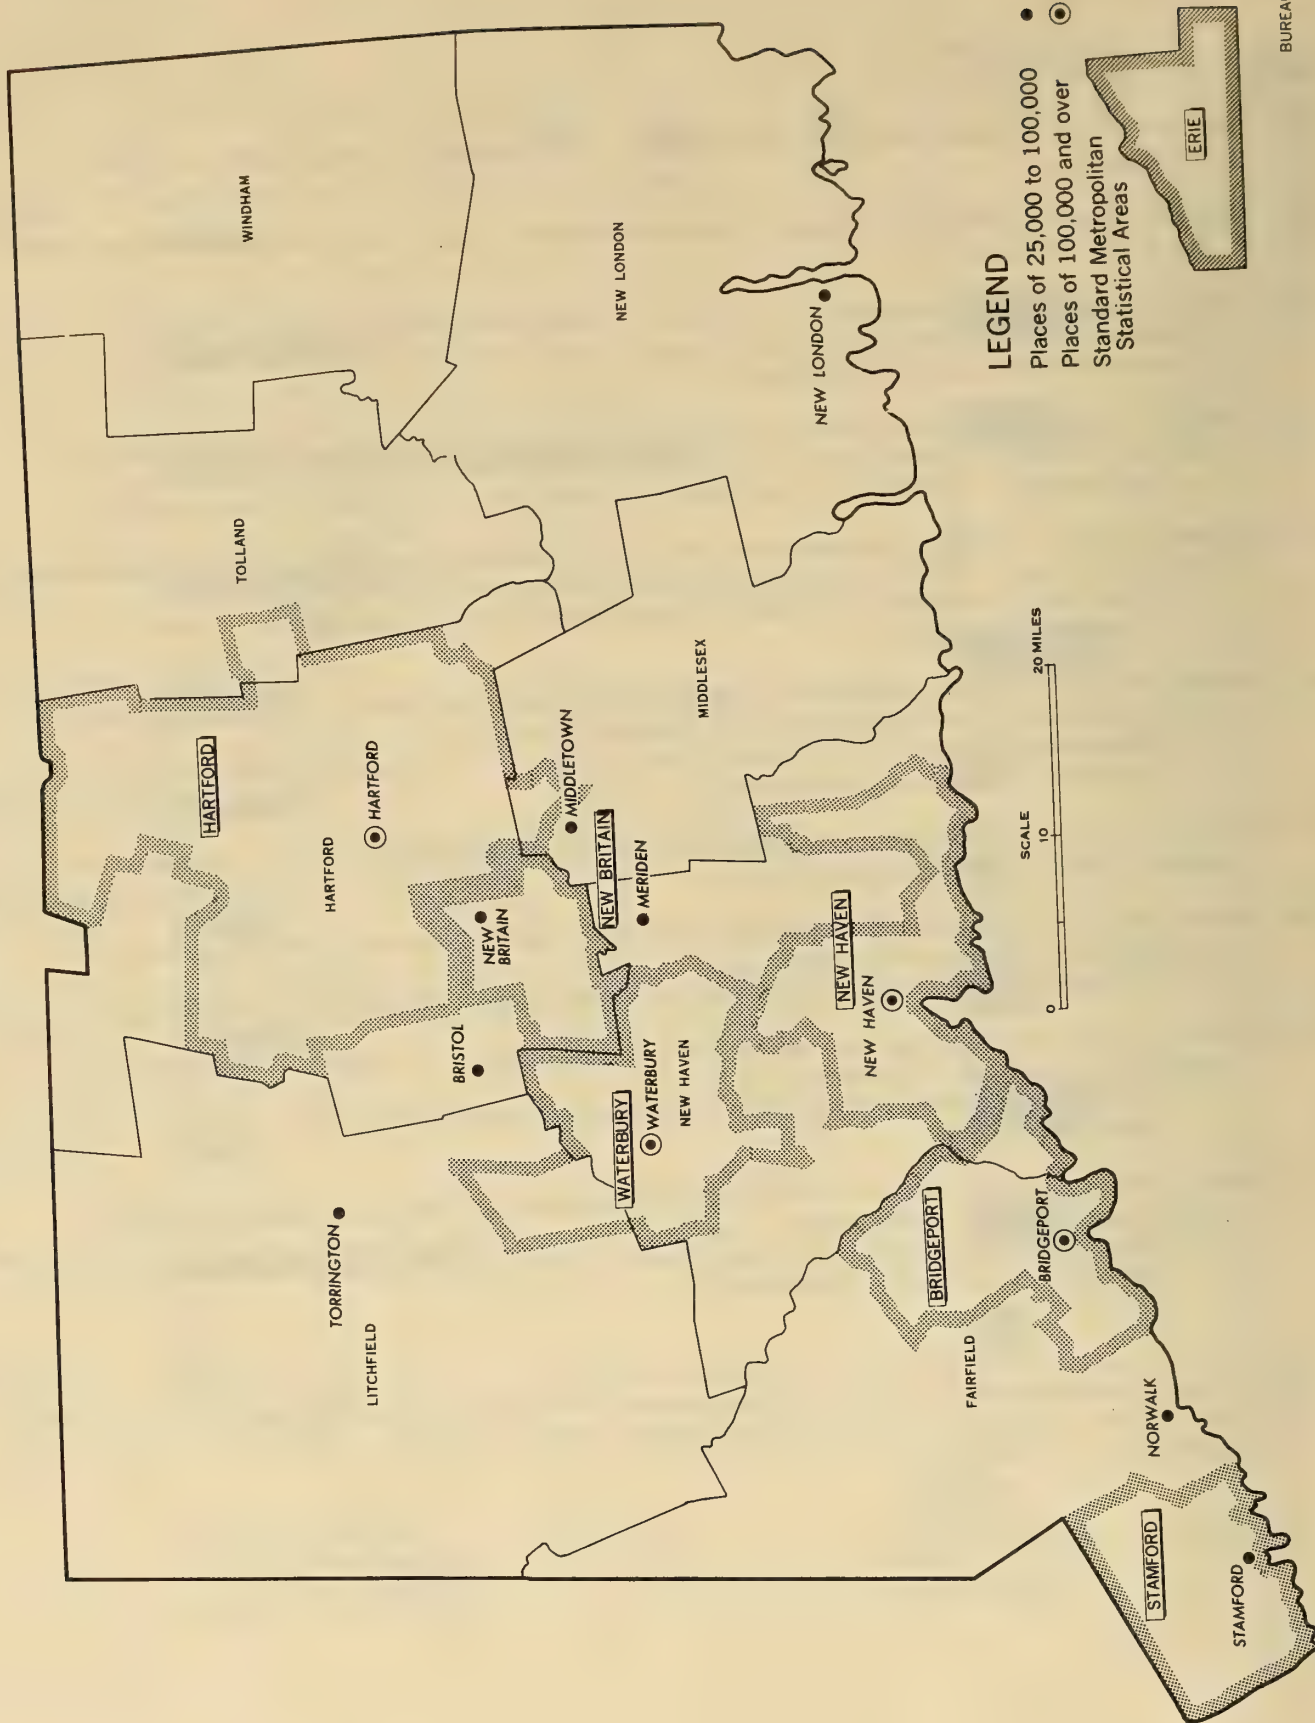 WINDHAM
TOLLAND
HARTFORD
HARTFORD
HARTFORD
LITCHFIELD
TORRINGTON
BRISTOL
NEW
BRITAIN
NEW BRITAIN
MIDDLETOWN
MERIDEN
MIDDLESEX
NEW LONDON
NEW LONDON
WATERBURY
WATERBURY
NEW HAVEN
NEW HAVEN
NEW HAVEN
BRIDGEPORT
BRIDGEPORT
FAIRFIELD
NORWALK
STAMFORD
STAMFORD
SCALE
0 10 20 MILES
LEGEND
Places of 25,000 to 100,000
Places of 100,000 and over
Standard Metropolitan
Statistical Areas
ERIE